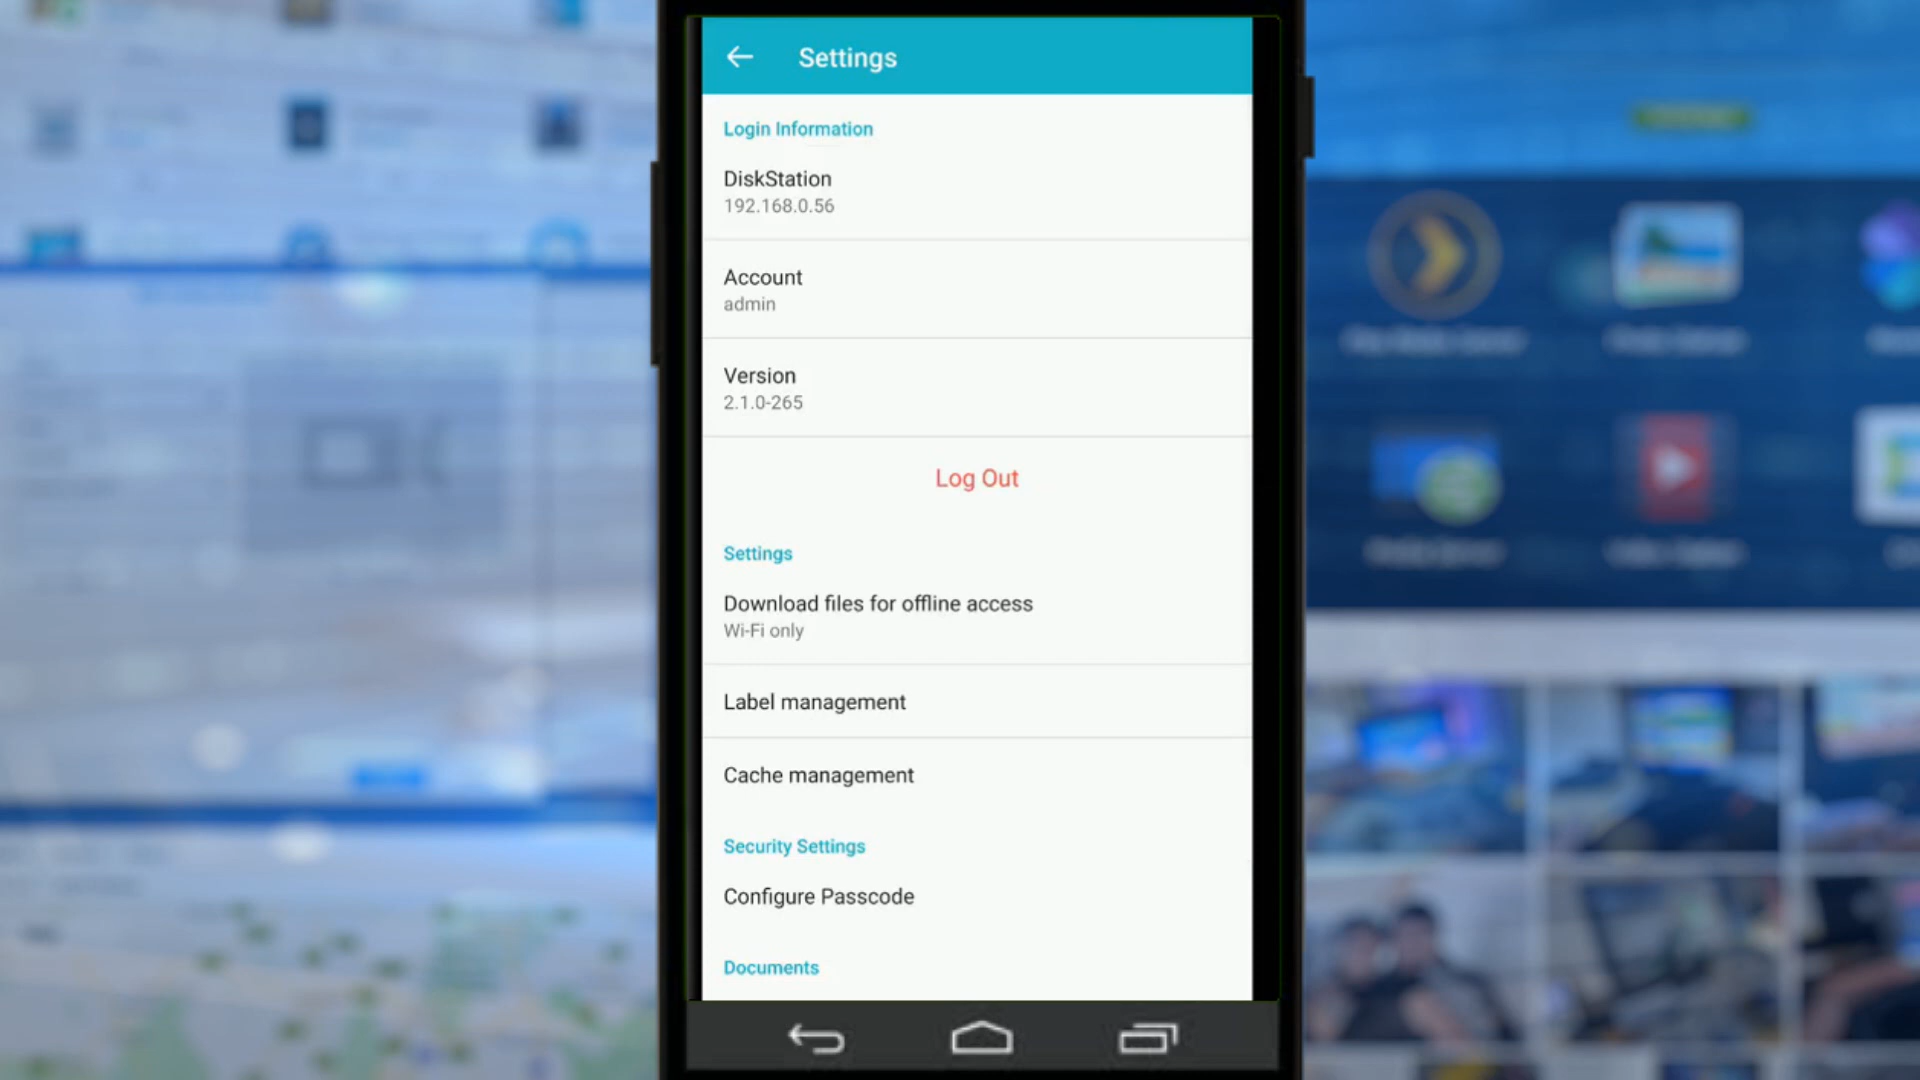 Settings
Login Information
DiskStation
192.168.0.56
Account
admin
Version
2.1.0-265
Log Out
Settings
Download files for offline access
Wi-Fi only
Label management
Cache management
Security Settings
Configure Passcode
Documents